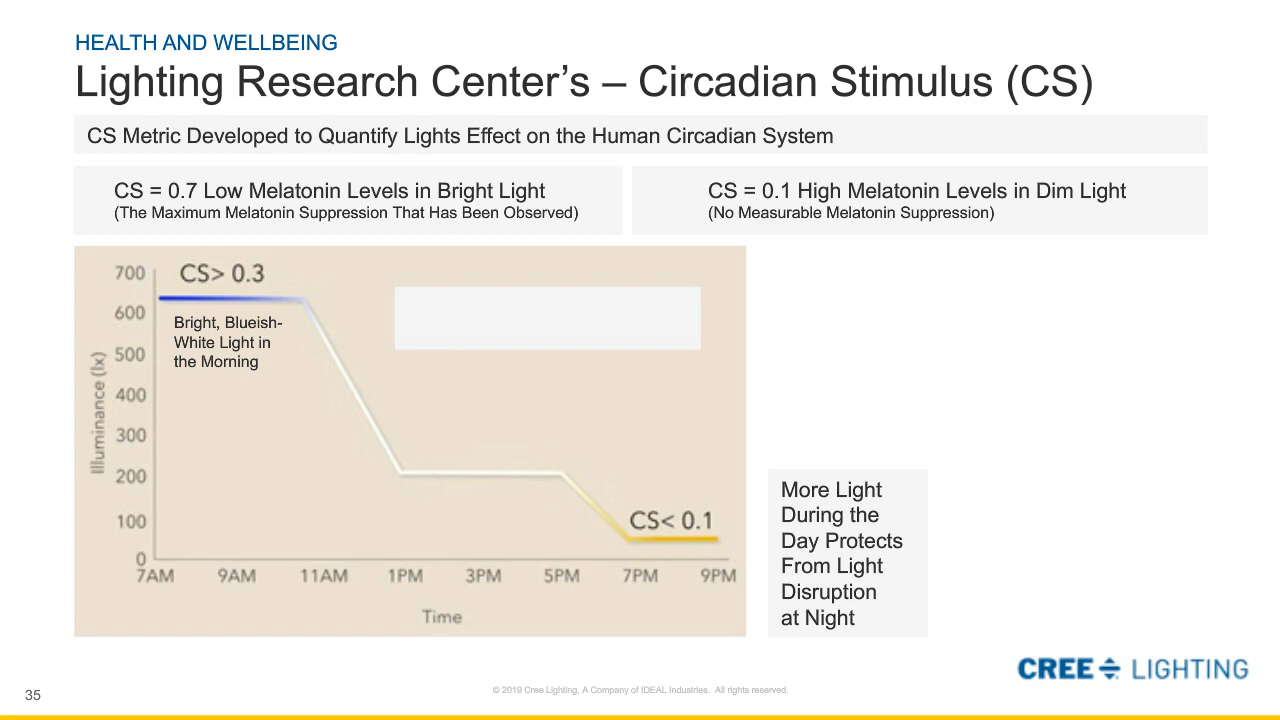 HEALTH AND WELLBEING
Lighting Research Center’s – Circadian Stimulus (CS)
CS Metric Developed to Quantify Lights Effect on the Human Circadian System
CS = 0.7 Low Melatonin Levels in Bright Light
(The Maximum Melatonin Suppression That Has Been Observed)
CS = 0.1 High Melatonin Levels in Dim Light
(No Measurable Melatonin Suppression)
700
600
500
400
300
200
100
0
Illuminance (lx)
CS> 0.3
Bright, Blueish-
White Light in
the Morning
CS< 0.1
7AM 9AM 11AM 1PM 3PM 5PM 7PM 9PM
Time
More Light
During the
Day Protects
From Light
Disruption
at Night
CREE LIGHTING
35
© 2019 Cree Lighting, A Company of IDEAL Industries. All rights reserved.